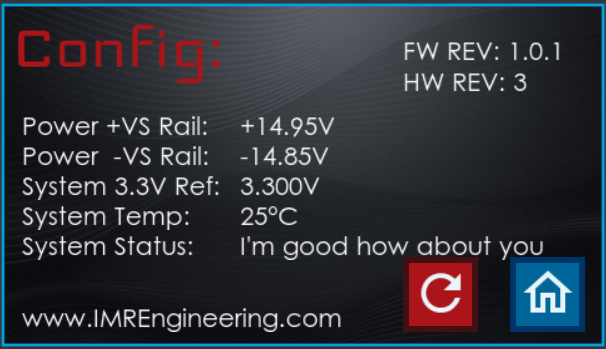 Config:
FW REV: 1.0.1
HW REV: 3
Power +VS Rail: +14.95V
Power -VS Rail: -14.85V
System 3.3V Ref: 3.300V
System Temp: 25°C
System Status: I'm good how about you
www.IMREngineering.com